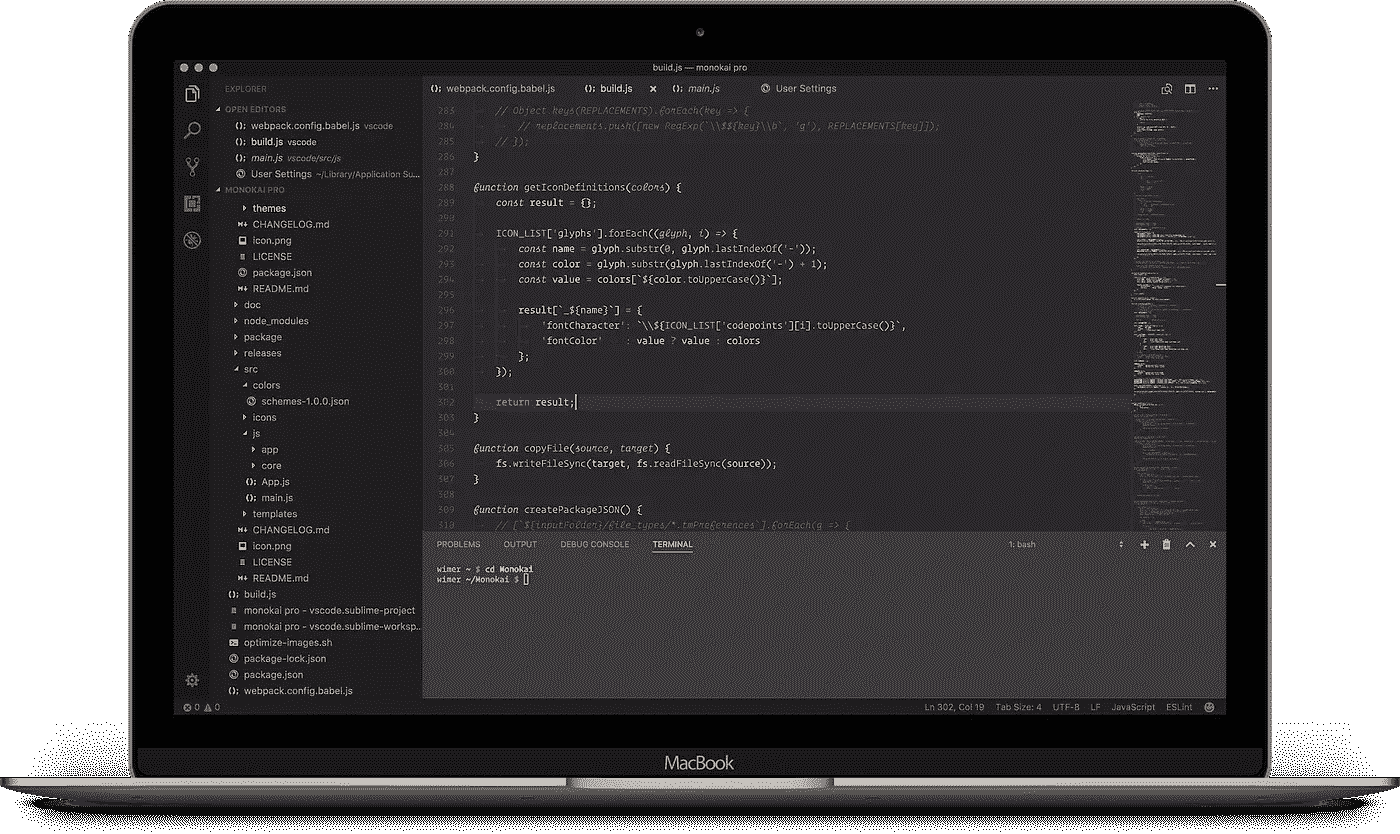 build.js — monokai pro
EXPLORER
OPEN EDITORS
webpack.config.babel.js vscode
build.js vscode
main.js vscode/src/js
User Settings ~/Library/Application Su...
MONOKAI PRO
themes
CHANGELOG.md
icon.png
LICENSE
package.json
README.md
doc
node_modules
package
releases
src
colors
schemes-1.0.0.json
icons
js
app
core
App.js
main.js
templates
CHANGELOG.md
icon.png
LICENSE
README.md
build.js
monokai pro - vscode.sublime-project
monokai pro - vscode.sublime-worksp...
optimize-images.sh
package-lock.json
package.json
webpack.config.babel.js
webpack.config.babel.js build.js main.js User Settings
283 // Object.keys(REPLACEMENTS).forEach(key => {
284 // replacements.push([new RegExp(`\\$${key}\\b`, 'g'), REPLACEMENTS[key]]);
285 // });
286 }
287
288 function getIconDefinitions(colors) {
289 const result = {};
290
ICON_LIST['glyphs'].forEach((glyph, i) => {
const name = glyph.substr(0, glyph.lastIndexOf('-'));
const color = glyph.substr(glyph.lastIndexOf('-') + 1);
294 const value = colors[`${color.toUpperCase()}`];
295
296 result[`_${name}`] = {
297 'fontCharacter': `\\${ICON_LIST['codepoints'][i].toUpperCase()}`,
298 'fontColor' : value ? value : colors
299 };
300 });
301
return result;
303 }
304
305 function copyFile(source, target) {
306 fs.writeFileSync(target, fs.readFileSync(source));
307 }
308
309 function createPackageJSON() {
310 // [`${inputFolder}/file_types/*.tmPreferences`].forEach(g => {
PROBLEMS OUTPUT DEBUG CONSOLE TERMINAL 1: bash
wimer ~ $ cd Monokai
wimer ~/Monokai $
0 0 Ln 302, Col 19 Tab Size: 4 UTF-8 LF JavaScript ESLint
MacBook